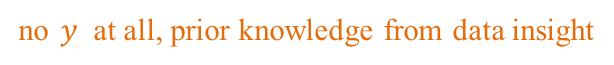 no y at all, prior knowledge from data insight